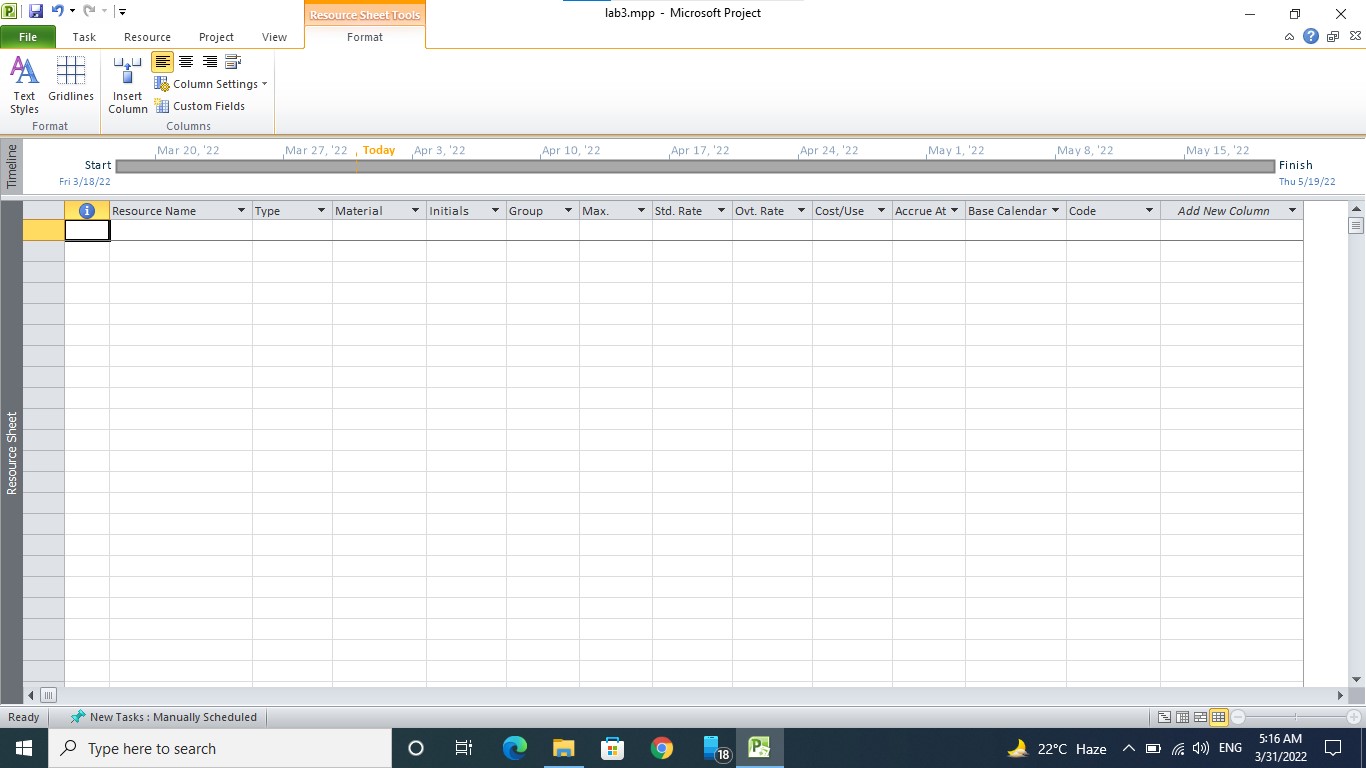 Resource Sheet Tools
lab3.mpp - Microsoft Project
File Task Resource Project View Format
Text Styles
Gridlines
Insert Column
Column Settings
Custom Fields
Format
Columns
Timeline
Mar 20, '22 Mar 27, '22 Today Apr 3, '22 Apr 10, '22 Apr 17, '22 Apr 24, '22 May 1, '22 May 8, '22 May 15, '22
Start
Fri 3/18/22
Finish
Thu 5/19/22
Resource Name Type Material Initials Group Max. Std. Rate Ovt. Rate Cost/Use Accrue At Base Calendar Code Add New Column
Resource Sheet
Ready New Tasks : Manually Scheduled
Type here to search
18
22°C Haze
ENG
5:16 AM
3/31/2022